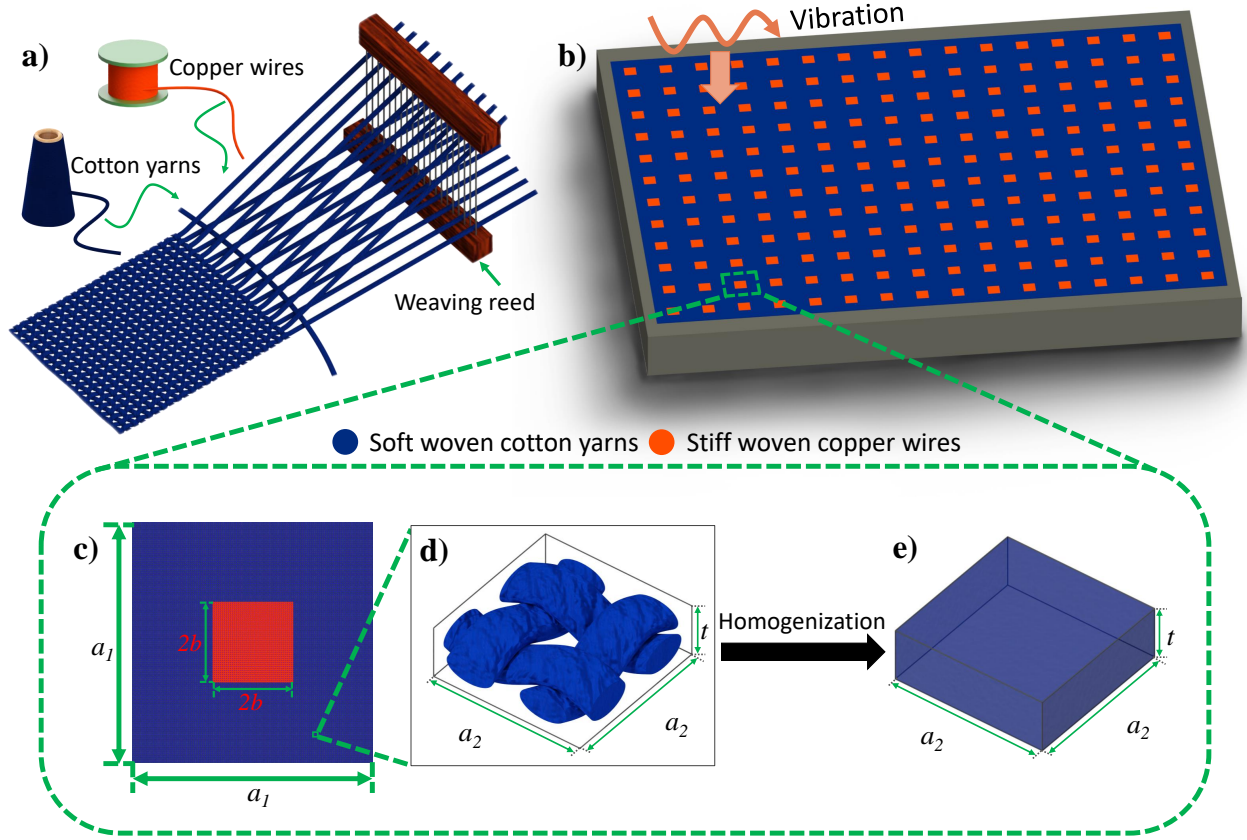 a)
Copper wires
Cotton yarns
Weaving reed
Vibration
b)
Soft woven cotton yarns
Stiff woven copper wires
c)
a1
2b
2b
a1
d)
t
a2
a2
Homogenization
e)
t
a2
a2